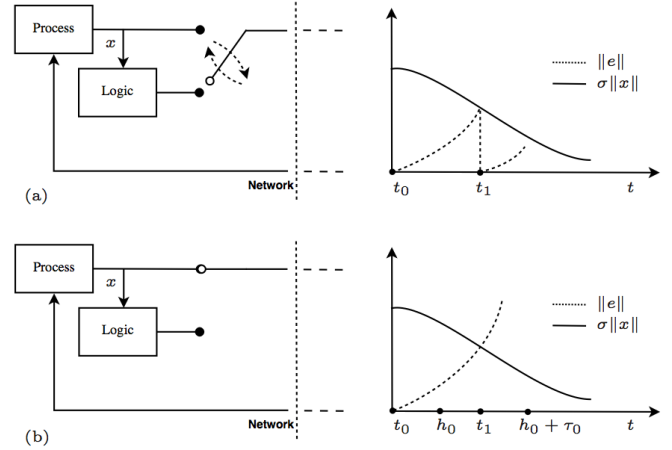 Process
x
Logic
Network
(a)
‖e‖
σ‖x‖
t₀ t₁ t
Process
x
Logic
Network
(b)
‖e‖
σ‖x‖
t₀ h₀ t₁ h₀ + τ₀ t